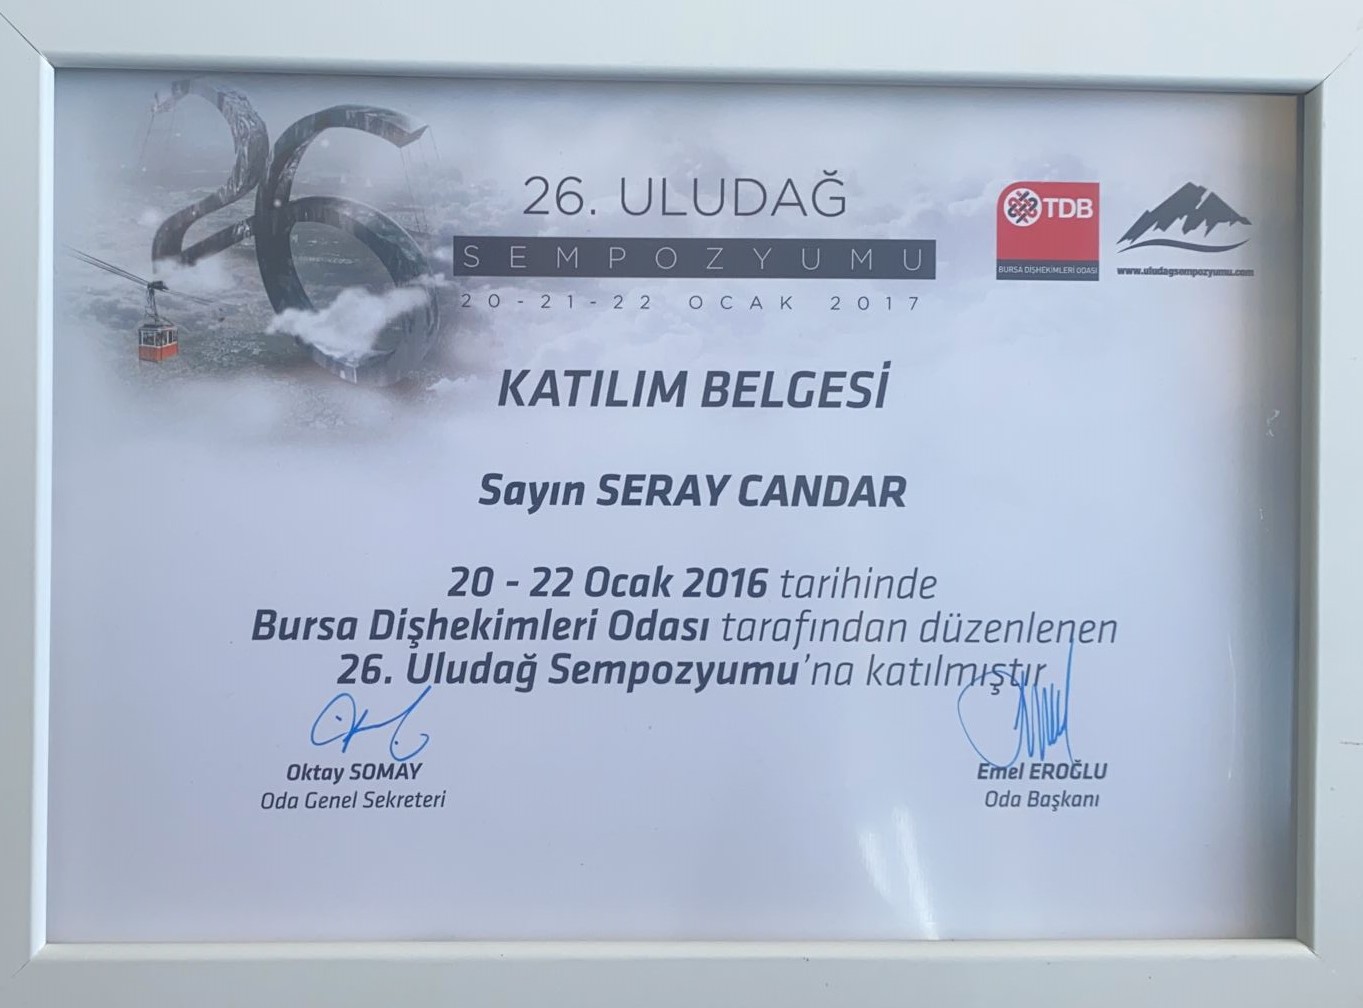 26
26. ULUDAĞ
SEMPOZYUMU
20-21-22 OCAK 2017
TDB
BURSA DİŞHEKİMLERİ ODASI
www.uludagsempozyumu.com
KATILIM BELGESİ
Sayın SERAY CANDAR
20 - 22 Ocak 2016 tarihinde
Bursa Dişhekimleri Odası tarafından düzenlenen
26. Uludağ Sempozyumu'na katılmıştır
Oktay SOMAY
Oda Genel Sekreteri
Emel EROĞLU
Oda Başkanı